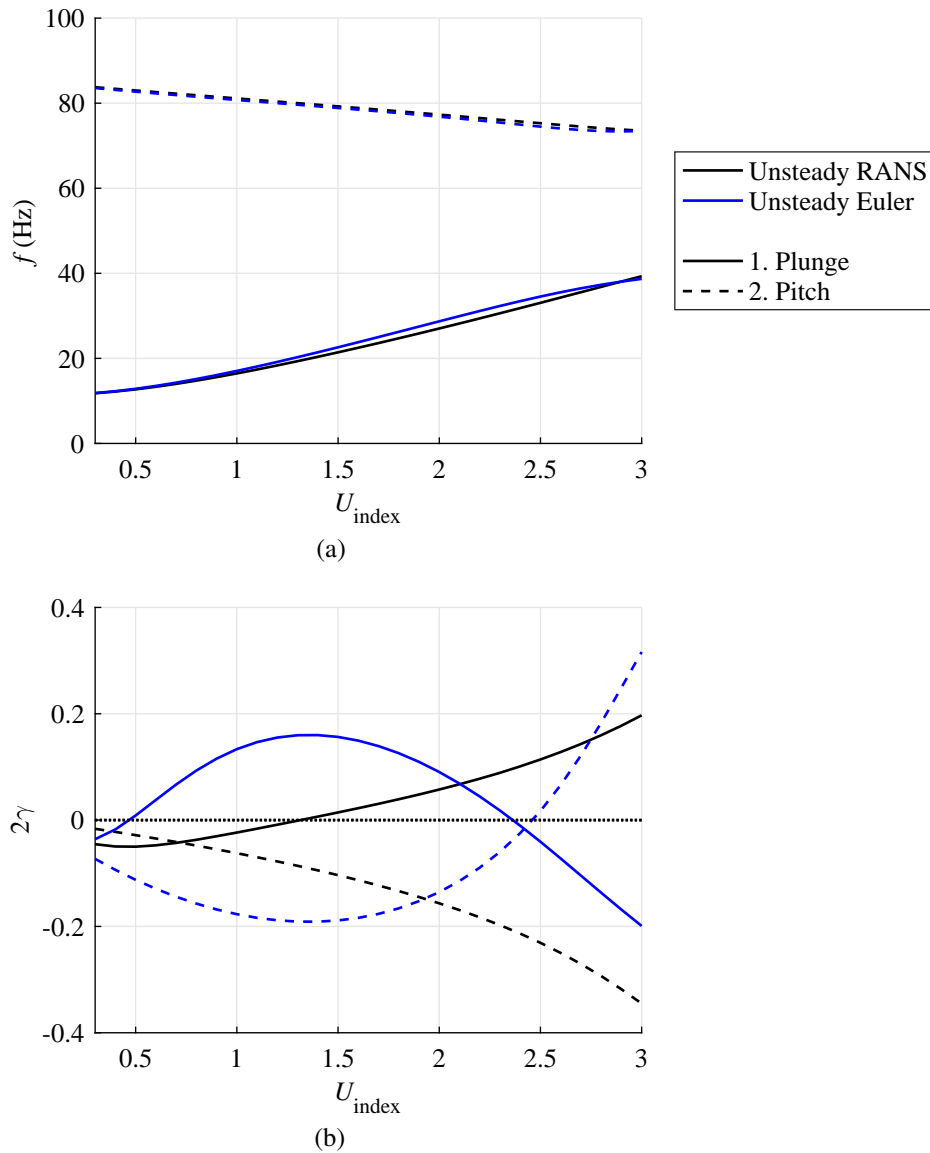 100
80
60
40
20
0
f (Hz)
0.5 1 1.5 2 2.5 3
U_index
(a)
Unsteady RANS
Unsteady Euler
1. Plunge
2. Pitch
0.4
0.2
0
-0.2
-0.4
2γ
0.5 1 1.5 2 2.5 3
U_index
(b)